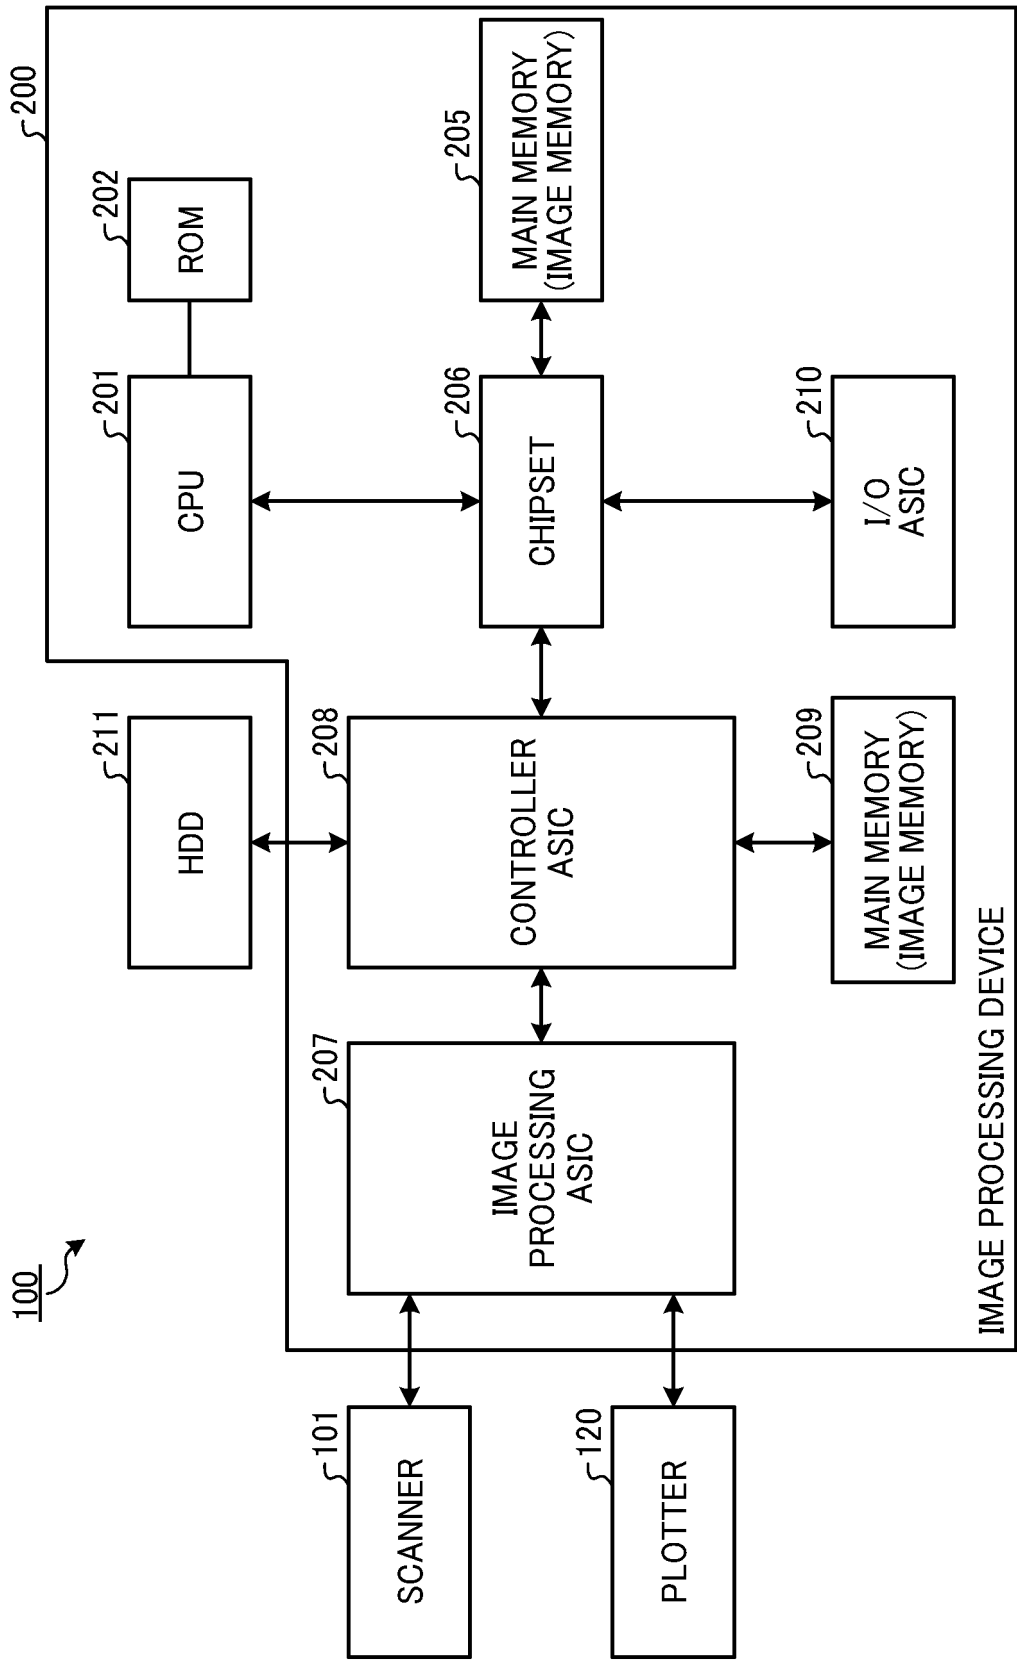 100
200
211
HDD
201
CPU
202
ROM
101
SCANNER
207
IMAGE
PROCESSING
ASIC
208
CONTROLLER
ASIC
206
CHIPSET
205
MAIN MEMORY
(IMAGE MEMORY)
120
PLOTTER
209
MAIN MEMORY
(IMAGE MEMORY)
210
I/O
ASIC
IMAGE PROCESSING DEVICE